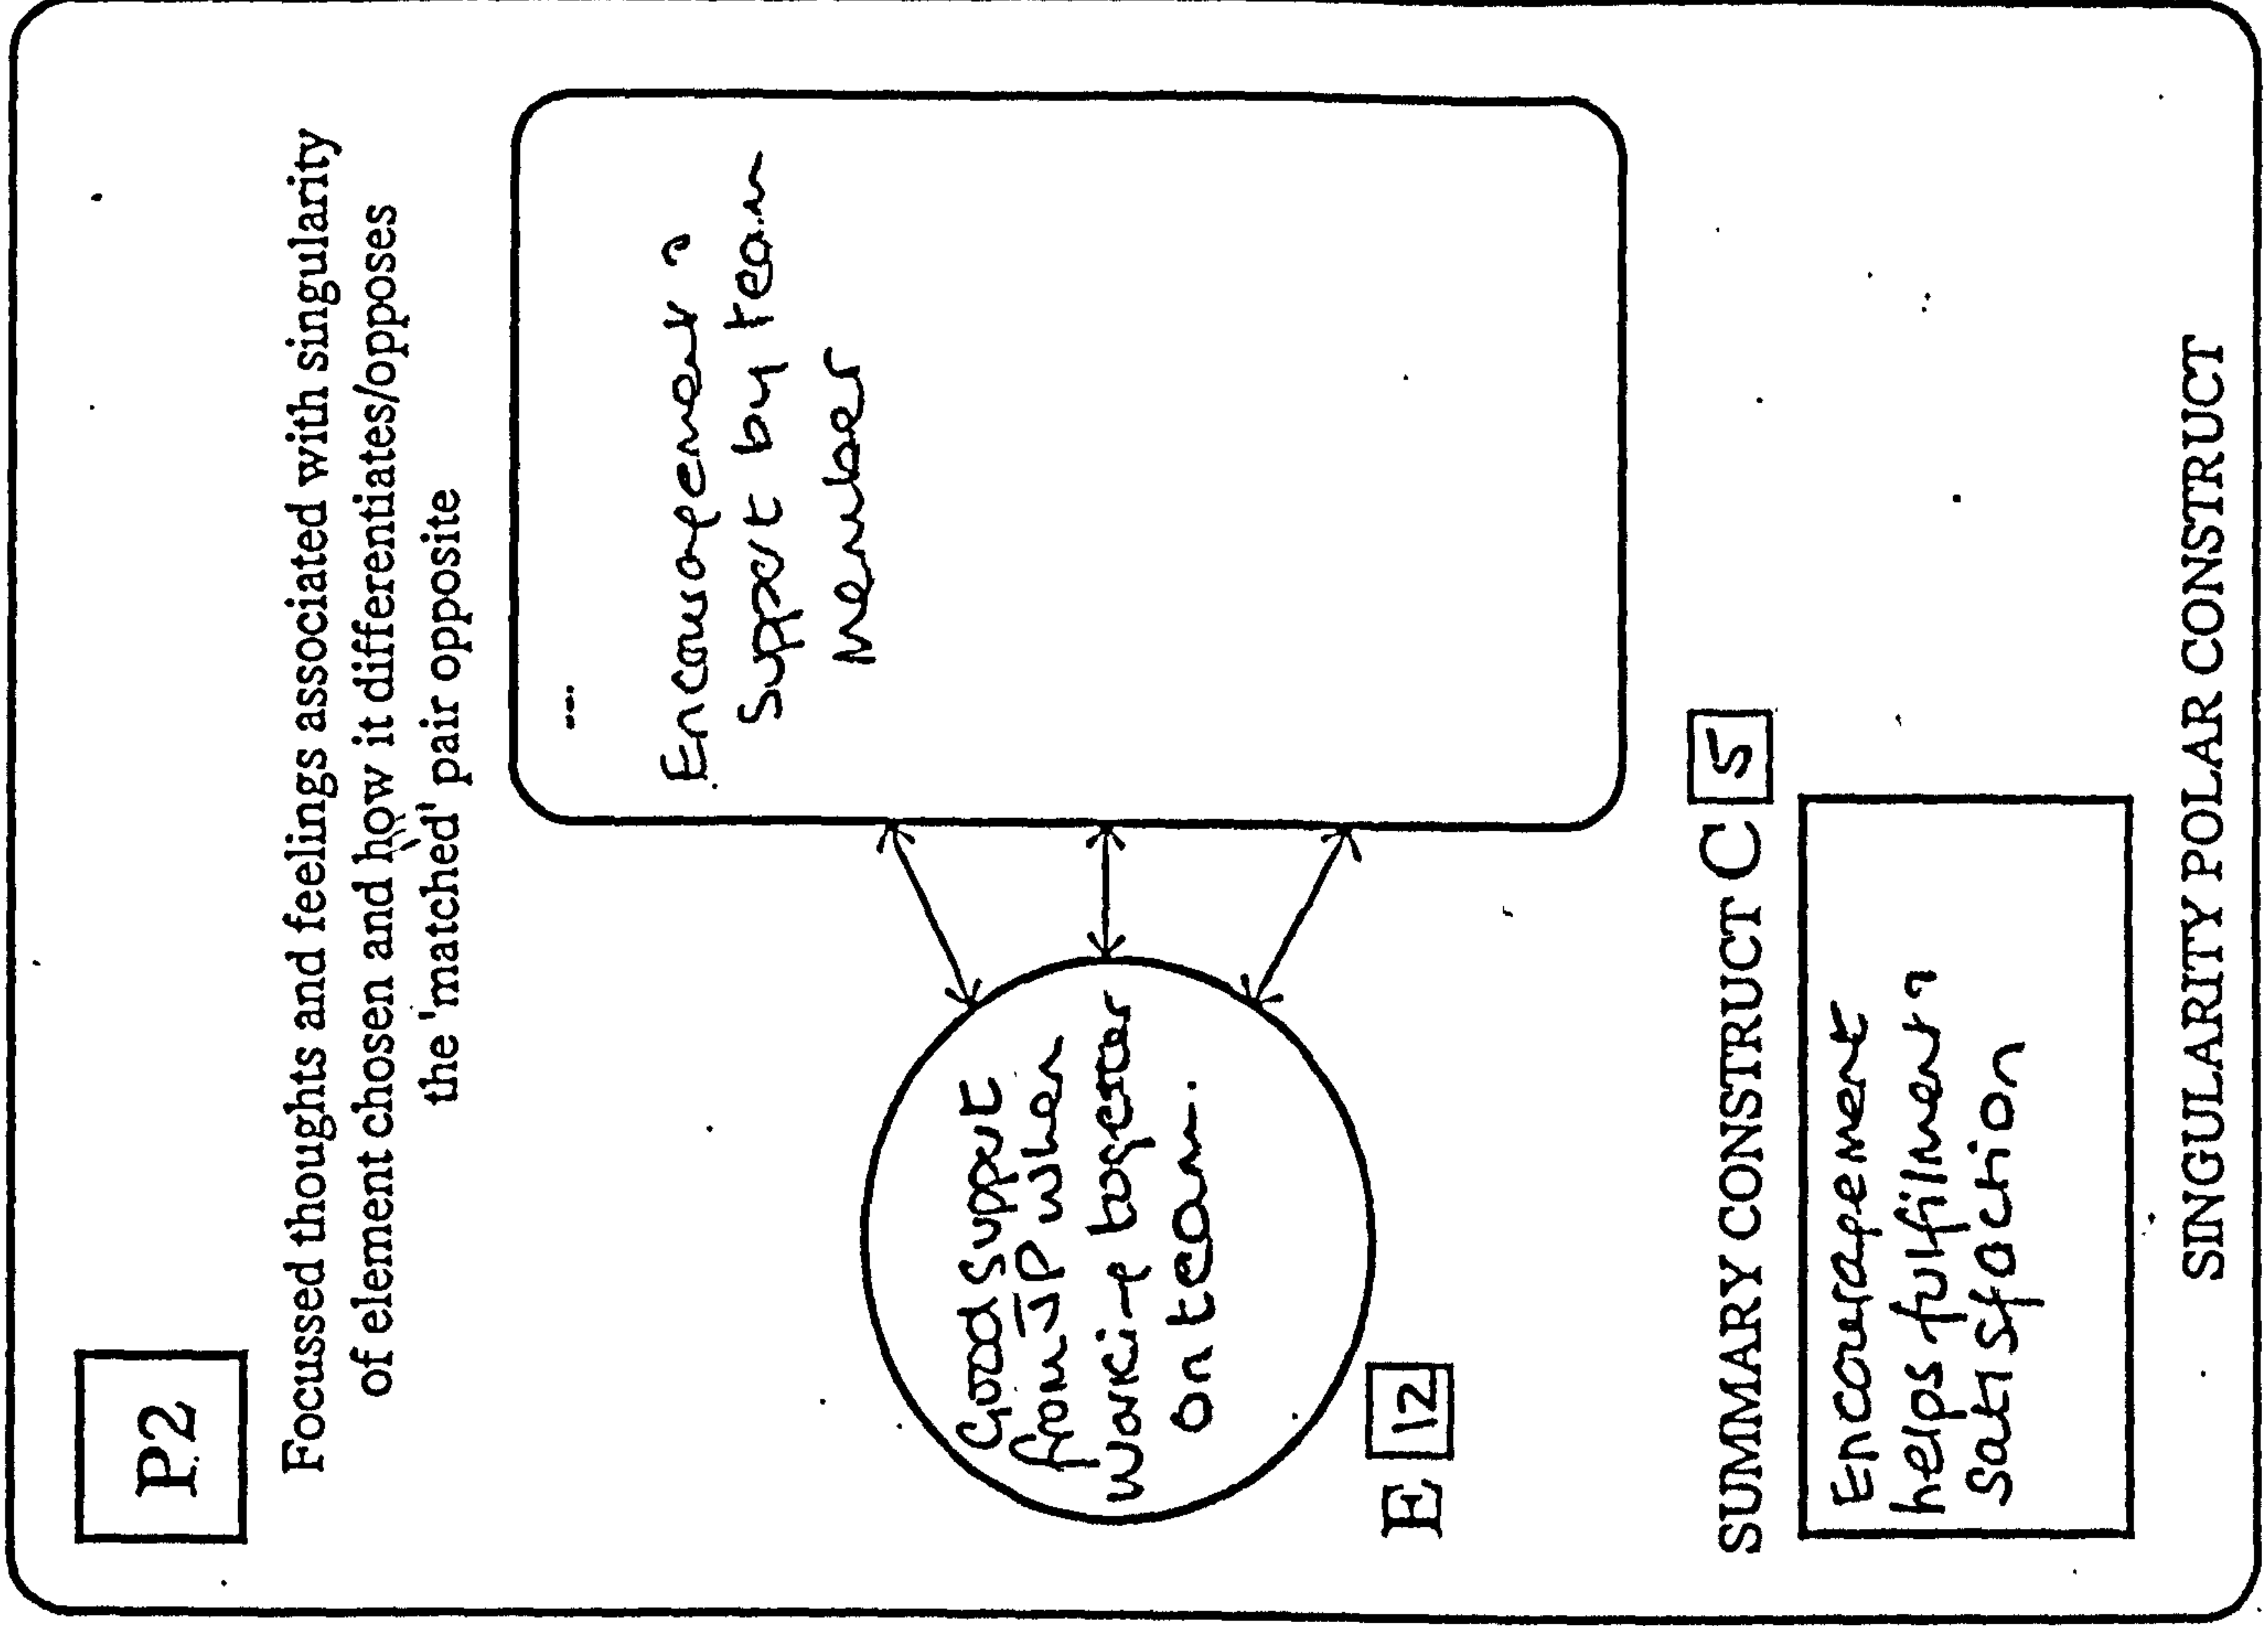 P2
Focussed thoughts and feelings associated with singularity
of element chosen and how it differentiates/opposes
the 'matched' pair opposite
Good support
from JP when
working together
on team.
E 12
Encouragement
Support by team
member
SUMMARY CONSTRUCT C 5
Encouragement
helps fulfilment
satisfaction
SINGULARITY POLAR CONSTRUCT